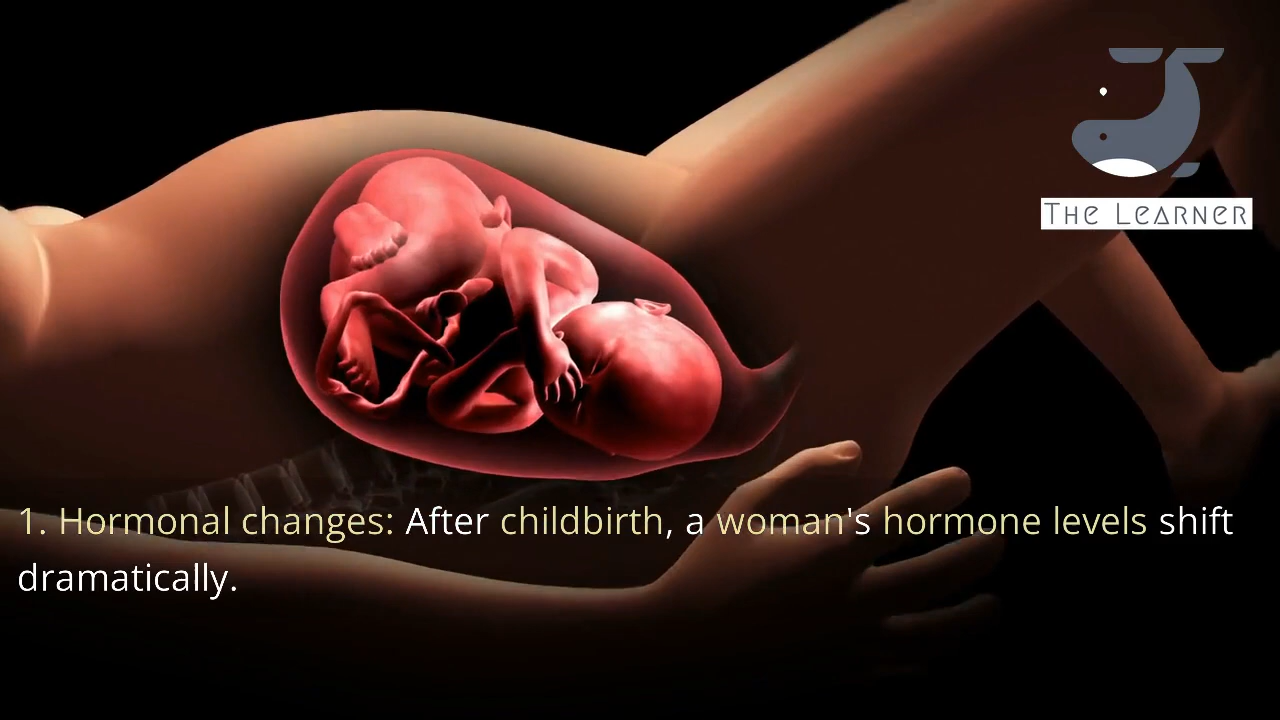 The Learner
1. Hormonal changes: After childbirth, a woman's hormone levels shift
dramatically.